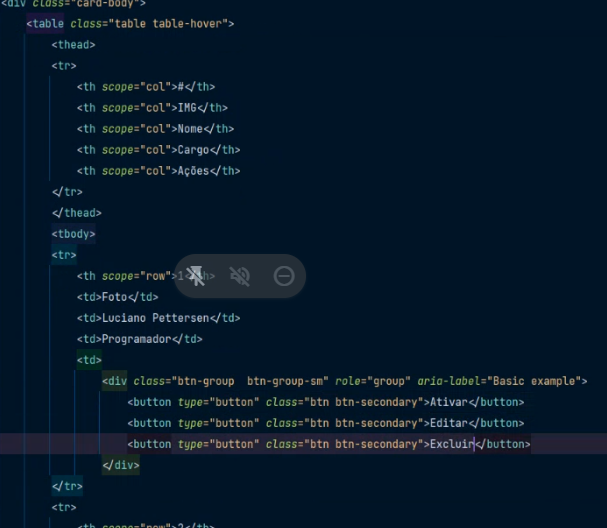 <div class="card-body">
<table class="table table-hover">
<thead>
<tr>
<th scope="col">#</th>
<th scope="col">IMG</th>
<th scope="col">Nome</th>
<th scope="col">Cargo</th>
<th scope="col">Ações</th>
</tr>
</thead>
<tbody>
<tr>
<th scope="row">1</th>
<td>Foto</td>
<td>Luciano Pettersen</td>
<td>Programador</td>
<td>
<div class="btn-group  btn-group-sm" role="group" aria-label="Basic example">
<button type="button" class="btn btn-secondary">Ativar</button>
<button type="button" class="btn btn-secondary">Editar</button>
<button type="button" class="btn btn-secondary">Excluir</button>
</div>
</tr>
<tr>
<th scope="row">2</th>